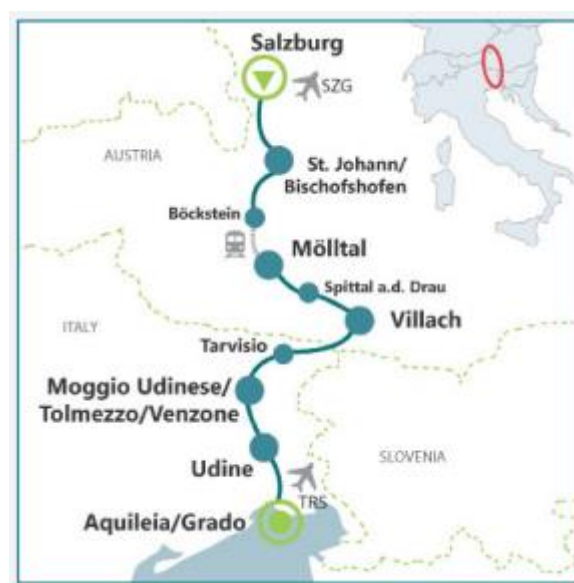 Salzburg
SZG
AUSTRIA
St. Johann/
Bischofshofen
Böckstein
Mölltal
Spittal a.d. Drau
ITALY
Villach
Tarvisio
Moggio Udinese/
Tolmezzo/Venzone
Udine
SLOVENIA
TRS
Aquileia/Grado